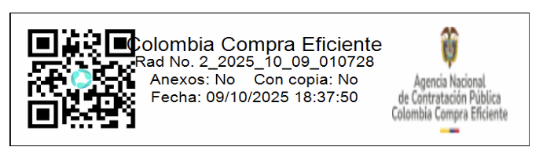 Colombia Compra Eficiente
Rad No. 2_2025_10_09_010728
Anexos: No Con copia: No
Fecha: 09/10/2025 18:37:50
Agencia Nacional
de Contratación Pública
Colombia Compra Eficiente